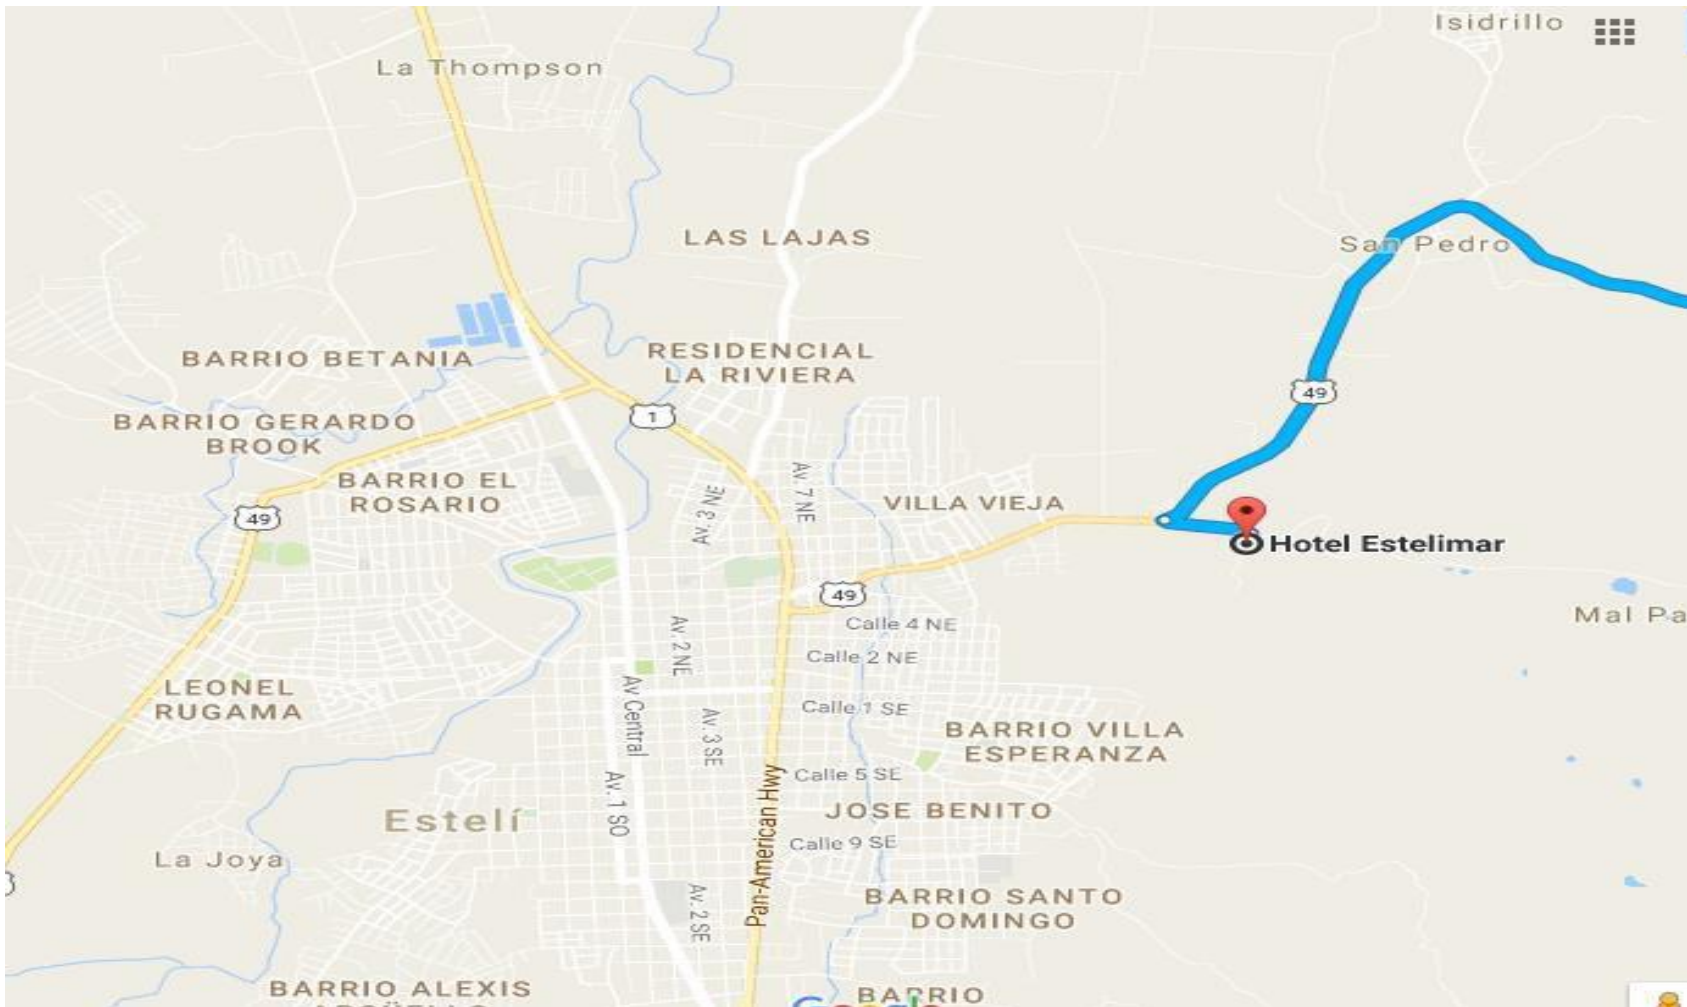 Isidrillo
La Thompson
LAS LAJAS
San Pedro
BARRIO BETANIA
RESIDENCIAL
LA RIVIERA
49
BARRIO GERARDO
BROOK
1
BARRIO EL
ROSARIO
Av. 3 NE
Av. 7 NE
VILLA VIEJA
49
Hotel Estelimar
49
Mal Pa
Calle 4 NE
Av. 2 NE
Calle 2 NE
LEONEL
RUGAMA
Av Central
Av. 3 SE
Calle 1 SE
BARRIO VILLA
ESPERANZA
Calle 5 SE
Av. 1 SO
Pan-American Hwy
JOSE BENITO
Estelí
Calle 9 SE
La Joya
Av. 2 SE
BARRIO SANTO
DOMINGO
BARRIO ALEXIS
ARGÜELLO
Google
BARRIO